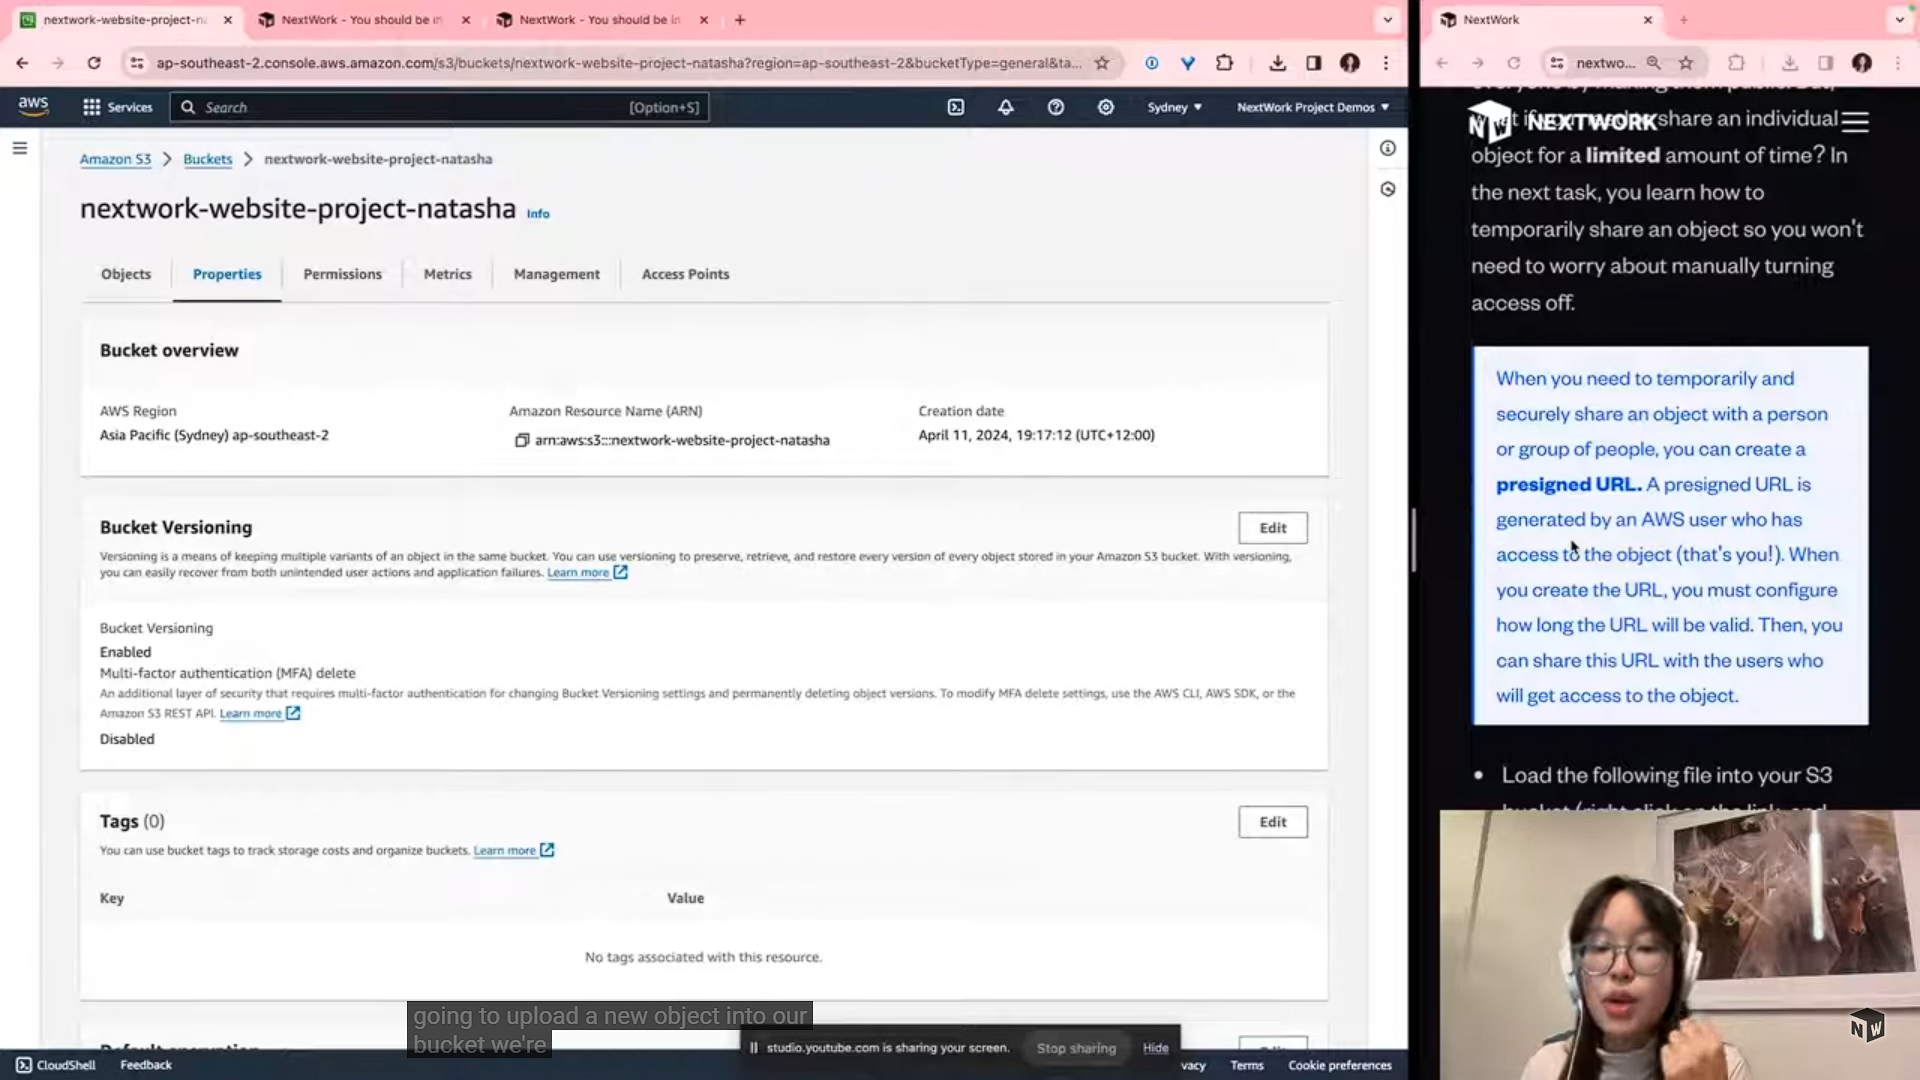 nextwork-website-project-n
NextWork - You should be in
NextWork - You should be in
NextWork
ap-southeast-2.console.aws.amazon.com/s3/buckets/nextwork-website-project-natasha?region=ap-southeast-2&bucketType=general&ta...
nextwo...
aws
Services
Search
[Option+S]
Sydney
NextWork Project Demos
Amazon S3
Buckets
nextwork-website-project-natasha
nextwork-website-project-natasha
Info
Objects
Properties
Permissions
Metrics
Management
Access Points
Bucket overview
AWS Region
Asia Pacific (Sydney) ap-southeast-2
Amazon Resource Name (ARN)
arn:aws:s3:::nextwork-website-project-natasha
Creation date
April 11, 2024, 19:17:12 (UTC+12:00)
Bucket Versioning
Edit
Versioning is a means of keeping multiple variants of an object in the same bucket. You can use versioning to preserve, retrieve, and restore every version of every object stored in your Amazon S3 bucket. With versioning,
you can easily recover from both unintended user actions and application failures. Learn more
Bucket Versioning
Enabled
Multi-factor authentication (MFA) delete
An additional layer of security that requires multi-factor authentication for changing Bucket Versioning settings and permanently deleting object versions. To modify MFA delete settings, use the AWS CLI, AWS SDK, or the
Amazon S3 REST API. Learn more
Disabled
Tags (0)
Edit
You can use bucket tags to track storage costs and organize buckets. Learn more
Key
Value
No tags associated with this resource.
going to upload a new object into our
bucket we're
studio.youtube.com is sharing your screen.
Stop sharing
Hide
CloudShell
Feedback
vacy
Terms
Cookie preferences
NW NEXTWORK
share an individual
object for a limited amount of time? In
the next task, you learn how to
temporarily share an object so you won't
need to worry about manually turning
access off.
When you need to temporarily and
securely share an object with a person
or group of people, you can create a
presigned URL. A presigned URL is
generated by an AWS user who has
access to the object (that's you!). When
you create the URL, you must configure
how long the URL will be valid. Then, you
can share this URL with the users who
will get access to the object.
• Load the following file into your S3
NW